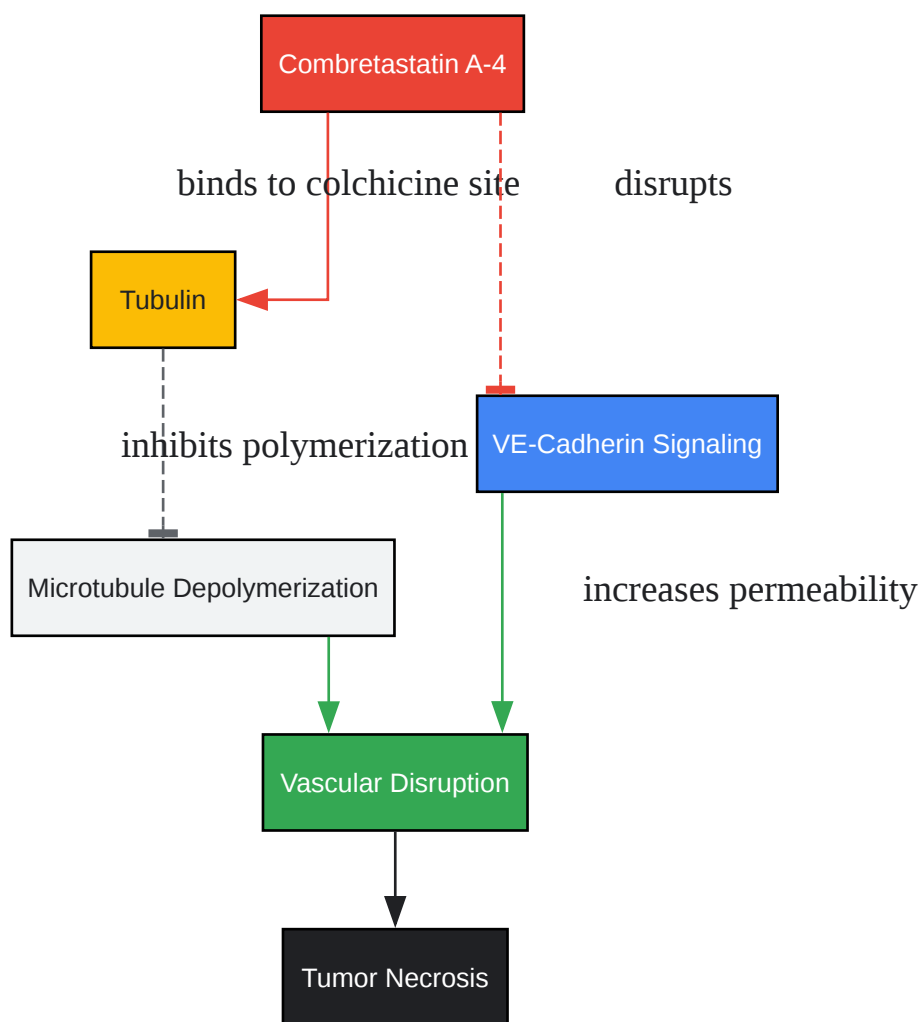 Combretastatin A-4
binds to colchicine site
disrupts
Tubulin
inhibits polymerization
VE-Cadherin Signaling
Microtubule Depolymerization
increases permeability
Vascular Disruption
Tumor Necrosis